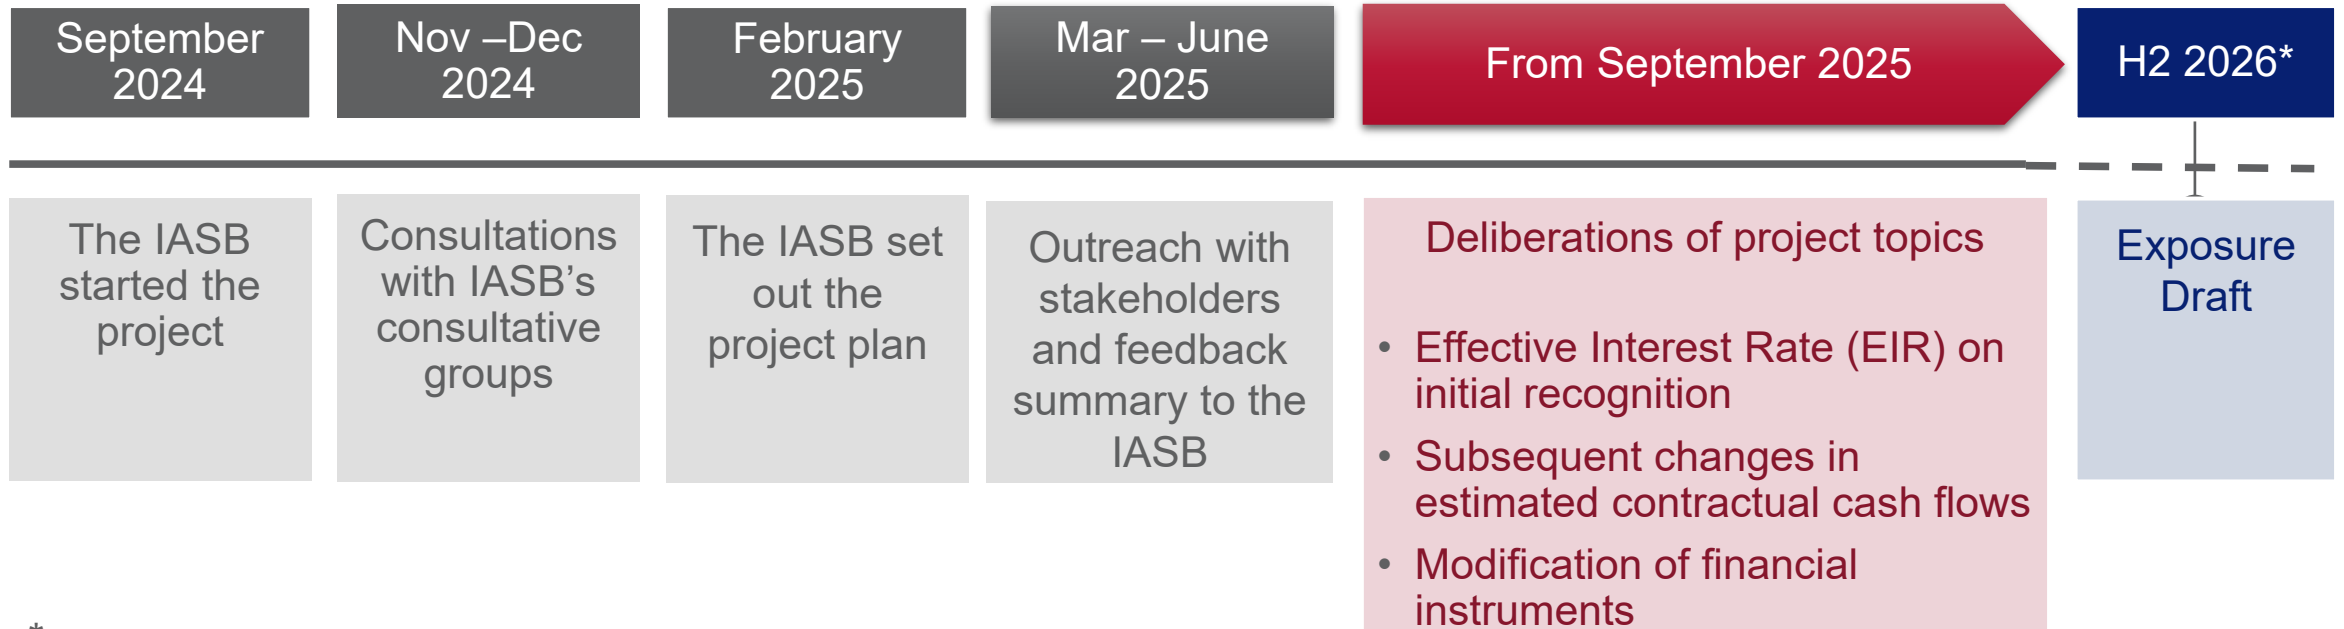 September
2024
Nov –Dec
2024
February
2025
Mar – June
2025
From September 2025
H2 2026*
The IASB
started the
project
Consultations
with IASB’s
consultative
groups
The IASB set
out the
project plan
Outreach with
stakeholders
and feedback
summary to the
IASB
Deliberations of project topics
• Effective Interest Rate (EIR) on
initial recognition
• Subsequent changes in
estimated contractual cash flows
• Modification of financial
instruments
Exposure
Draft
*